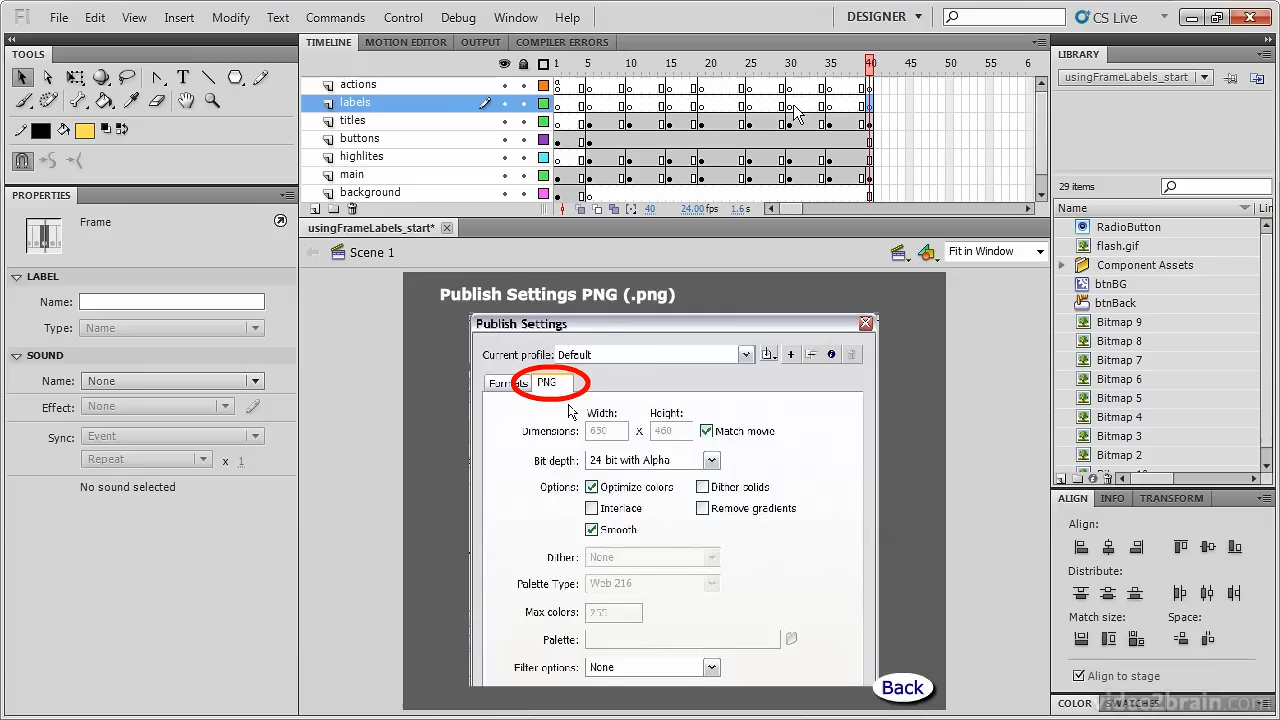 Fl File Edit View Insert Modify Text Commands Control Debug Window Help DESIGNER CS Live
TOOLS
TIMELINE MOTION EDITOR OUTPUT COMPILER ERRORS
1 5 10 15 20 25 30 35 40 45 50 55 60 6
actions
labels
titles
buttons
highlites
main
background
40 24.00 fps 1.6 s
usingFrameLabels_start*
Scene 1
Fit in Window
PROPERTIES
Frame
LABEL
Name:
Type: Name
SOUND
Name: None
Effect: None
Sync: Event
Repeat x 1
No sound selected
Publish Settings PNG (.png)
Publish Settings
Current profile: Default
Formats PNG
Width: Height:
Dimensions: 650 X 460 Match movie
Bit depth: 24 bit with Alpha
Options: Optimize colors Dither solids
Interlace Remove gradients
Smooth
Dither: None
Palette Type: Web 216
Max colors: 255
Palette:
Filter options: None
Back
LIBRARY
usingFrameLabels_start
29 items
Name Lin
RadioButton
flash.gif
Component Assets
btnBG
btnBack
Bitmap 9
Bitmap 8
Bitmap 7
Bitmap 6
Bitmap 5
Bitmap 4
Bitmap 3
Bitmap 2
ALIGN INFO TRANSFORM
Align:
Distribute:
Match size: Space:
Align to stage
COLOR SWATCHES
video2brain.com